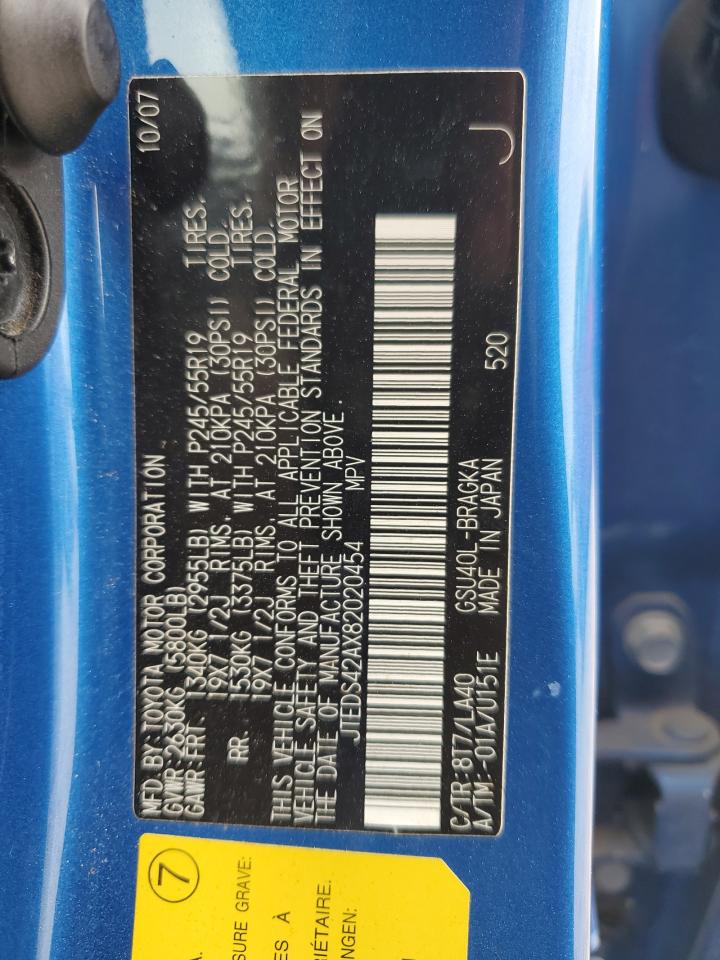 MFD.BY:TOYOTA MOTOR CORPORATION 10/07
GVWR:2630KG (5800LB)
GAWR:FRT. 1340KG (2955LB) WITH P245/55R19 TIRES.
19X7 1/2J RIMS, AT 210KPA (30PSI) COLD.
RR. 1530KG (3375LB) WITH P245/55R19 TIRES.
19X7 1/2J RIMS, AT 210KPA (30PSI) COLD.
THIS VEHICLE CONFORMS TO ALL APPLICABLE FEDERAL MOTOR
VEHICLE SAFETY AND THEFT PREVENTION STANDARDS IN EFFECT ON
THE DATE OF MANUFACTURE SHOWN ABOVE.
JTEDS42AX82020454 MPV
C/TR:8T7/LA40 GSU40L-BRAGKA J
A/TM:-01A/U151E MADE IN JAPAN 520
7
SURE GRAVE:
ES À
RIÉTAIRE.
NGEN: